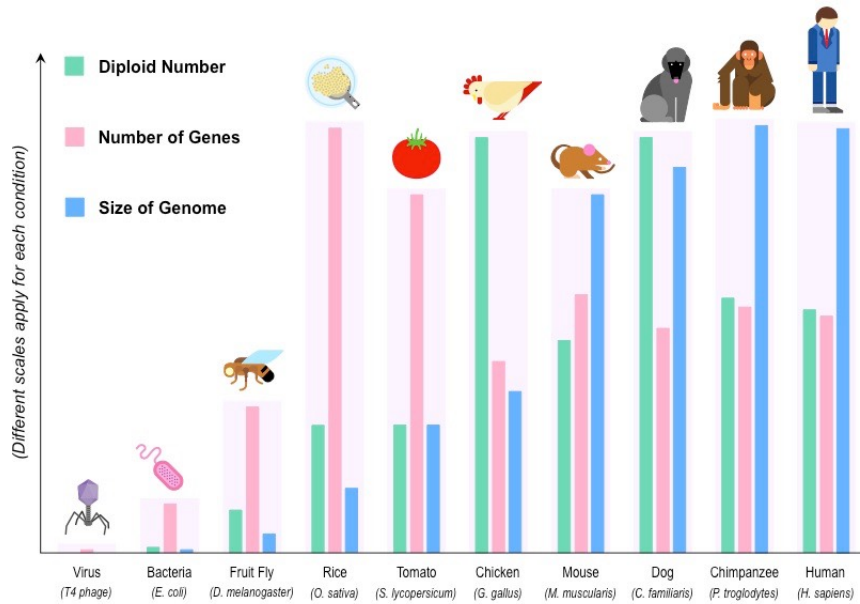 Diploid Number
Number of Genes
Size of Genome
(Different scales apply for each condition)
Virus
(T4 phage)
Bacteria
(E. coli)
Fruit Fly
(D. melanogaster)
Rice
(O. sativa)
Tomato
(S. lycopersicum)
Chicken
(G. gallus)
Mouse
(M. muscularis)
Dog
(C. familiaris)
Chimpanzee
(P. troglodytes)
Human
(H. sapiens)